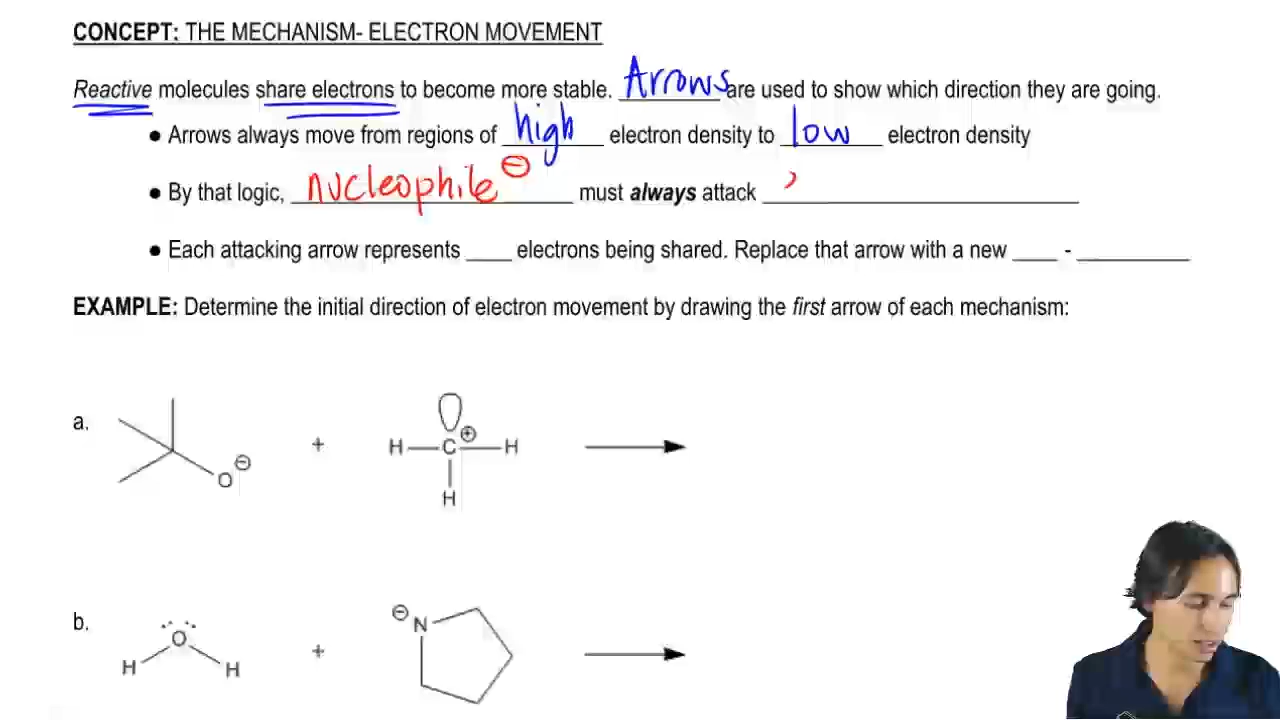 CONCEPT: THE MECHANISM- ELECTRON MOVEMENT
Reactive molecules share electrons to become more stable. Arrows are used to show which direction they are going.
● Arrows always move from regions of high electron density to low electron density
● By that logic, nucleophile ⊖ must always attack ____
● Each attacking arrow represents ____ electrons being shared. Replace that arrow with a new ____ - ____
EXAMPLE: Determine the initial direction of electron movement by drawing the first arrow of each mechanism:
a.
O ⊖ + H C ⊕ H
H
b.
H O H + ⊖ N